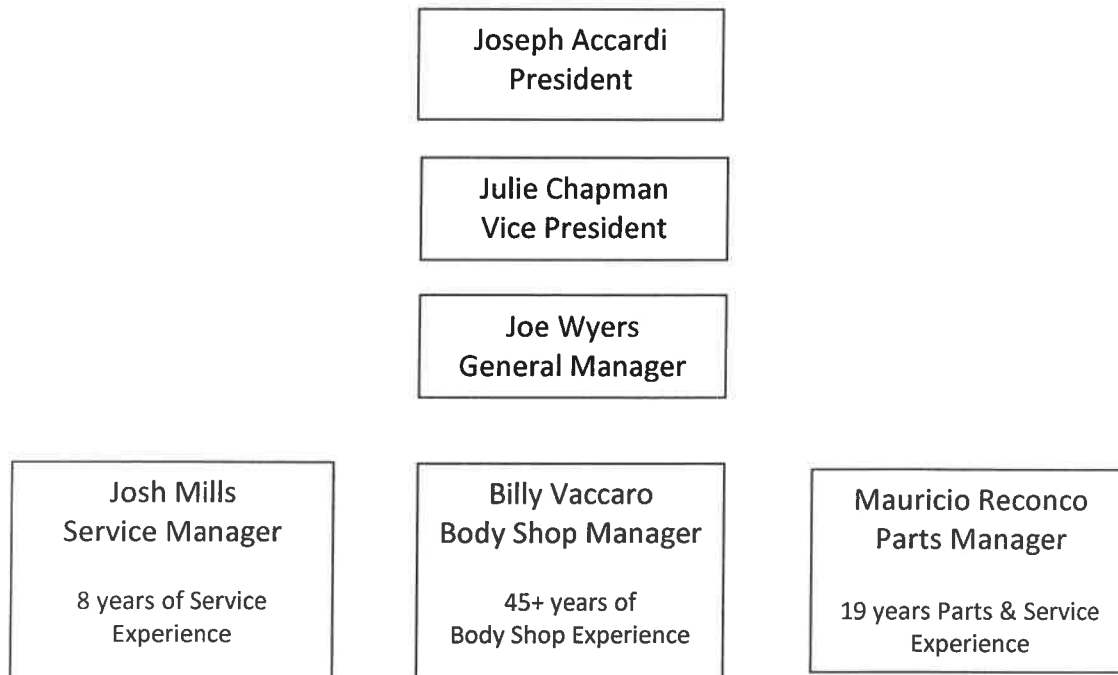 Joseph Accardi
President
Julie Chapman
Vice President
Joe Wyers
General Manager
Josh Mills
Service Manager
8 years of Service
Experience
Billy Vaccaro
Body Shop Manager
45+ years of
Body Shop Experience
Mauricio Reconco
Parts Manager
19 years Parts & Service
Experience